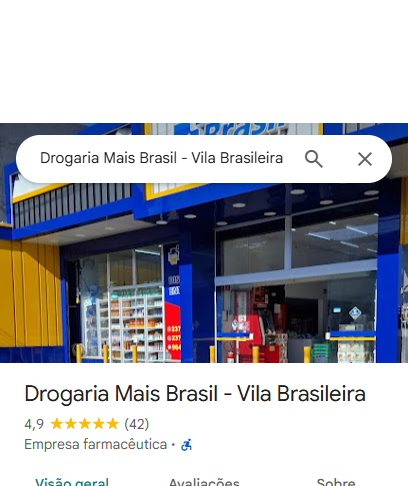 Brasil
Drogaria Mais Brasil - Vila Brasileira
Drogaria Mais Brasil - Vila Brasileira
4,9 (42)
Empresa farmacêutica ·
Visão geral Avaliações Sobre